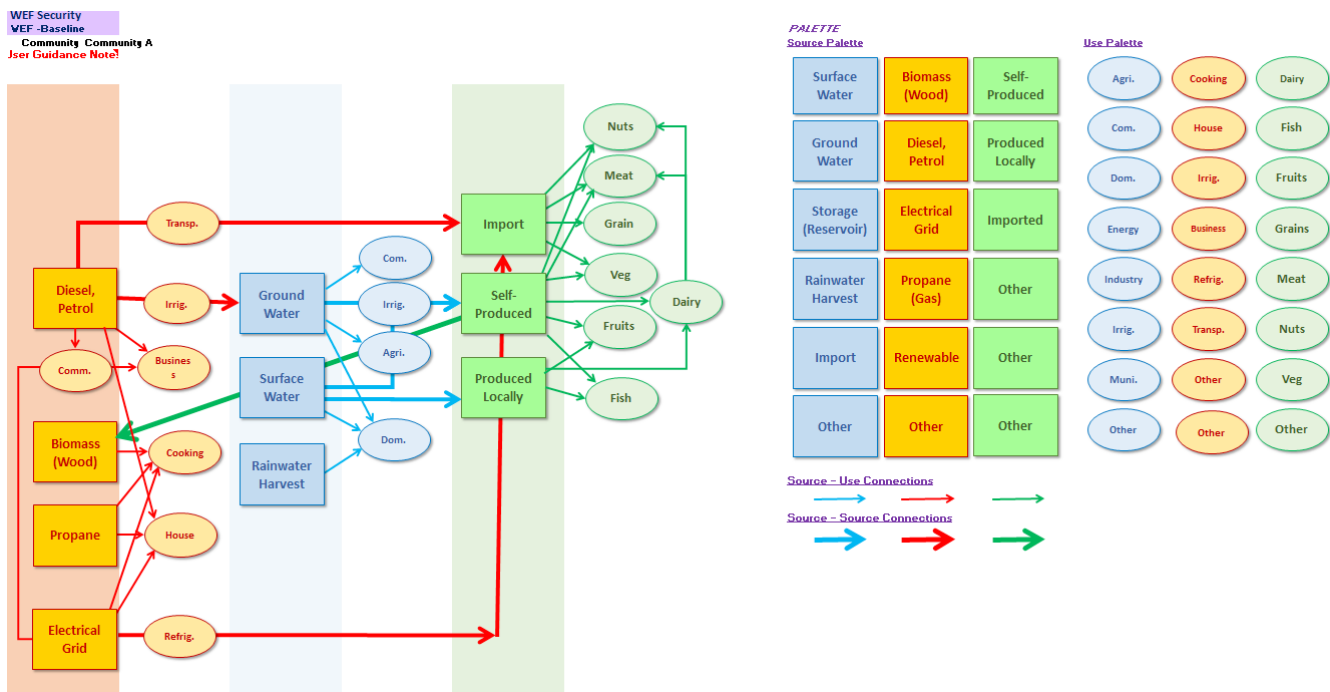 WEF Security
WEF -Baseline
Community Community A
User Guidance Note!
Transp.
Diesel,
Petrol
Irrig.
Comm.
Busines
s
Biomass
(Wood)
Cooking
Propane
House
Electrical
Grid
Refrig.
Ground
Water
Surface
Water
Rainwater
Harvest
Com.
Irrig.
Agri.
Dom.
Import
Self-
Produced
Produced
Locally
Nuts
Meat
Grain
Veg
Dairy
Fruits
Fish
PALETTE
Source Palette
Surface
Water
Biomass
(Wood)
Self-
Produced
Ground
Water
Diesel,
Petrol
Produced
Locally
Storage
(Reservoir)
Electrical
Grid
Imported
Rainwater
Harvest
Propane
(Gas)
Other
Import
Renewable
Other
Other
Other
Other
Source - Use Connections
Source - Source Connections
Use Palette
Agri.
Cooking
Dairy
Com.
House
Fish
Dom.
Irrig.
Fruits
Energy
Business
Grains
Industry
Refrig.
Meat
Irrig.
Transp.
Nuts
Muni.
Other
Veg
Other
Other
Other